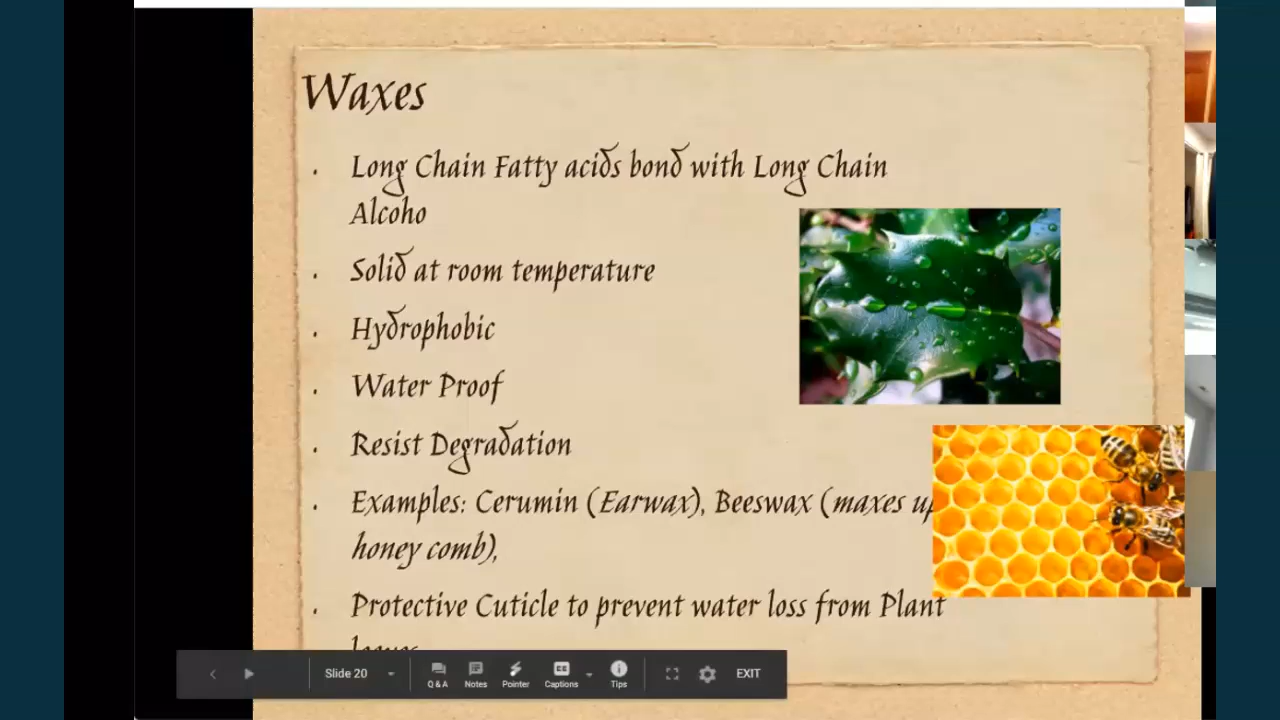 Waxes
. Long Chain Fatty acids bond with Long Chain
Alcoho
. Solid at room temperature
. Hydrophobic
. Water Proof
. Resist Degradation
. Examples: Cerumin (Earwax), Beeswax (maxes up
honey comb),
. Protective Cuticle to prevent water loss from Plant
Slide 20
Q & A Notes Pointer Captions Tips EXIT